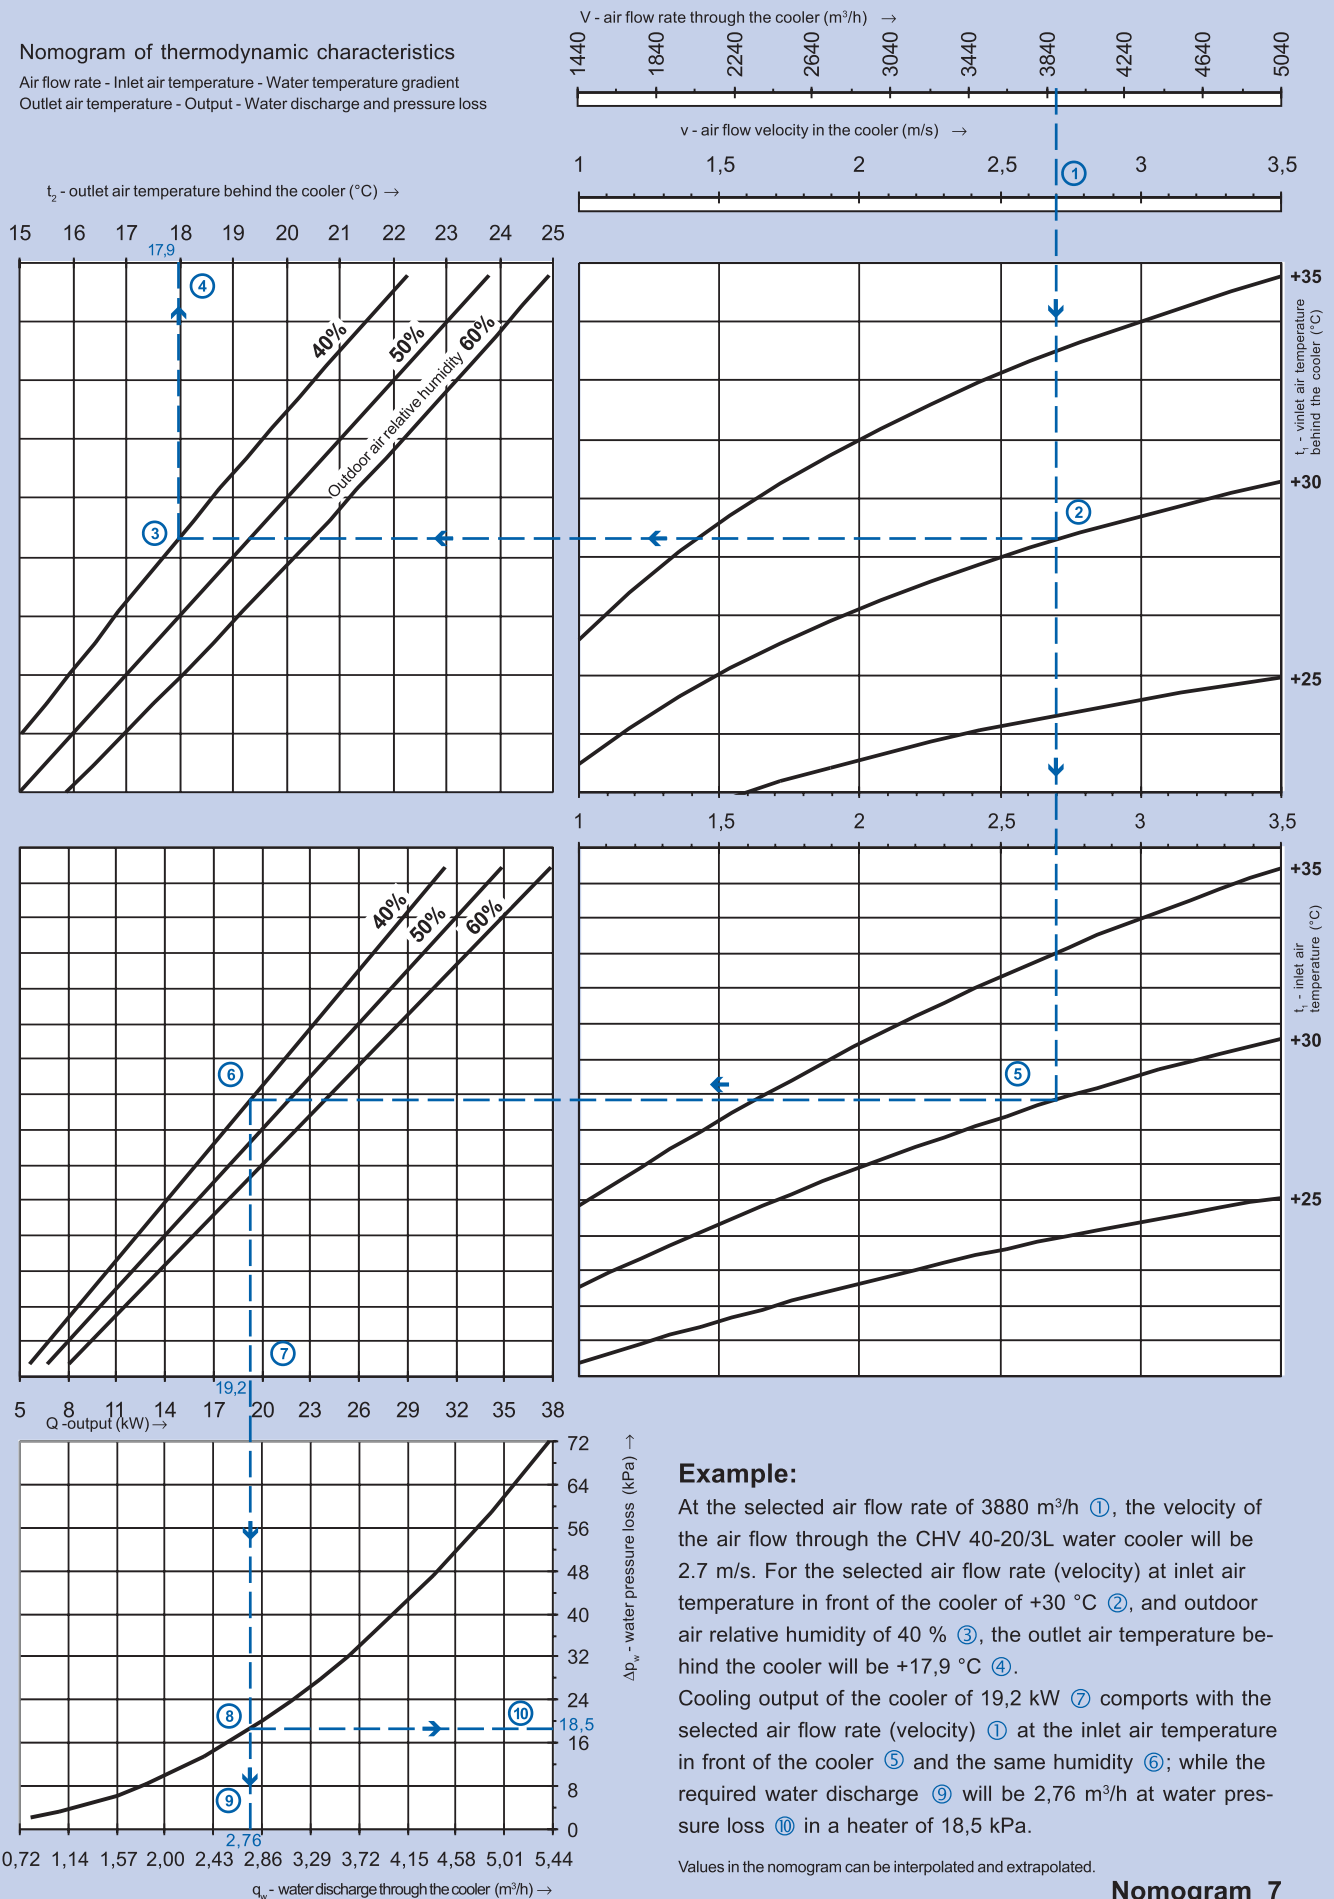 Nomogram of thermodynamic characteristics
Air flow rate - Inlet air temperature - Water temperature gradient
Outlet air temperature - Output - Water discharge and pressure loss
V - air flow rate through the cooler (m³/h) →
1440 1840 2240 2640 3040 3440 3840 4240 4640 5040
v - air flow velocity in the cooler (m/s) →
1 1,5 2 2,5 3 3,5
①
t₂ - outlet air temperature behind the cooler (°C) →
15 16 17 18 19 20 21 22 23 24 25
17,9
④
40%
50%
60%
Outdoor air relative humidity
③
②
+35
+30
+25
t₁ - vinlet air temperature
behind the cooler (°C)
1 1,5 2 2,5 3 3,5
40%
50%
60%
⑥
⑤
⑦
+35
+30
+25
t₁ - inlet air
temperature (°C)
19,2
5 8 11 14 17 20 23 26 29 32 35 38
Q -output (kW) →
72
64
56
48
40
32
24
18,5
16
8
0
Δp_w - water pressure loss (kPa) →
⑧
⑩
⑨
2,76
0,72 1,14 1,57 2,00 2,43 2,86 3,29 3,72 4,15 4,58 5,01 5,44
q_w - water discharge through the cooler (m³/h) →
Example:
At the selected air flow rate of 3880 m³/h ①, the velocity of
the air flow through the CHV 40-20/3L water cooler will be
2.7 m/s. For the selected air flow rate (velocity) at inlet air
temperature in front of the cooler of +30 °C ②, and outdoor
air relative humidity of 40 % ③, the outlet air temperature be-
hind the cooler will be +17,9 °C ④.
Cooling output of the cooler of 19,2 kW ⑦ comports with the
selected air flow rate (velocity) ① at the inlet air temperature
in front of the cooler ⑤ and the same humidity ⑥; while the
required water discharge ⑨ will be 2,76 m³/h at water pres-
sure loss ⑩ in a heater of 18,5 kPa.
Values in the nomogram can be interpolated and extrapolated.
Nomogram 7